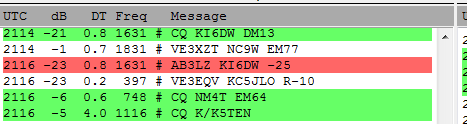 UTC dB DT Freq Message
2114 -21 0.8 1631 # CQ KI6DW DM13
2114 -1 0.7 1831 # VE3XZT NC9W EM77
2116 -23 0.8 1631 # AB3LZ KI6DW -25
2116 -23 0.2 397 # VE3EQV KC5JLO R-10
2116 -6 0.6 748 # CQ NM4T EM64
2116 -5 4.0 1116 # CQ K/K5TEN